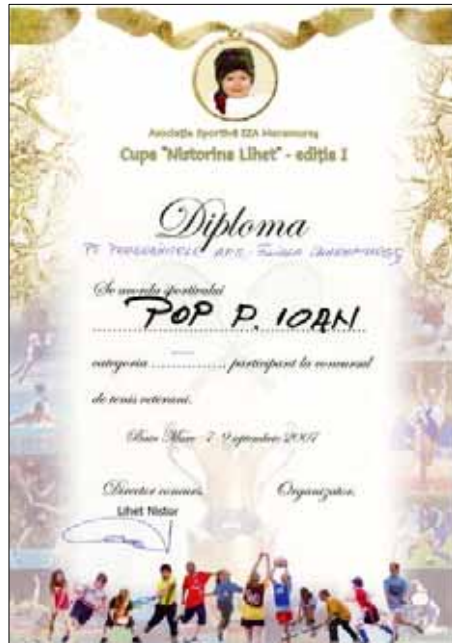 Asociația Sportivă IZA Maramureș
Cupa "Nistorina Lihet" - ediția I
Diploma
Se acordă sportivului
POP P. IOAN
categoria .................. participant la concursul
de tenis veterani.
Baia Mare 7-9 septembrie 2007
Director concurs, Organizator,
Lihet Nistor